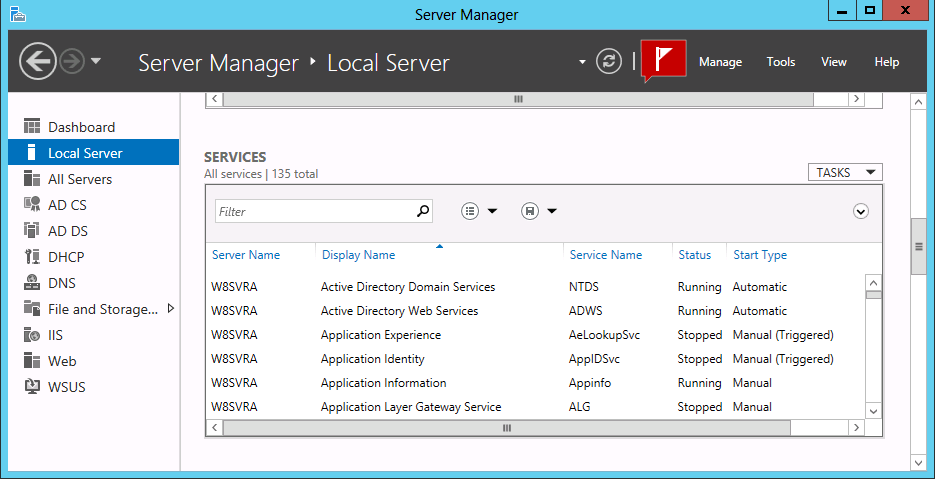 Server Manager
Server Manager ‣ Local Server
Manage Tools View Help
Dashboard
Local Server
All Servers
AD CS
AD DS
DHCP
DNS
File and Storage...
IIS
Web
WSUS
SERVICES
All services | 135 total
TASKS
Filter
Server Name Display Name Service Name Status Start Type
W8SVRA Active Directory Domain Services NTDS Running Automatic
W8SVRA Active Directory Web Services ADWS Running Automatic
W8SVRA Application Experience AeLookupSvc Stopped Manual (Triggered)
W8SVRA Application Identity AppIDSvc Stopped Manual (Triggered)
W8SVRA Application Information Appinfo Running Manual
W8SVRA Application Layer Gateway Service ALG Stopped Manual